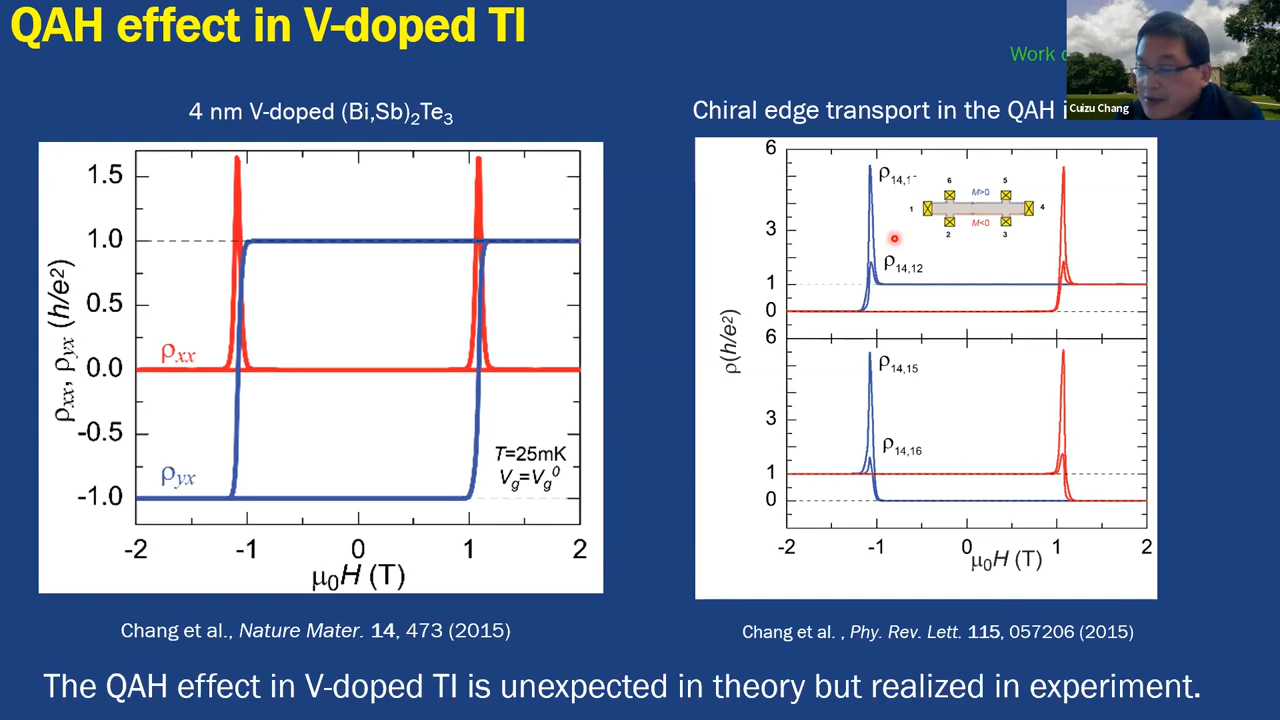 QAH effect in V-doped TI
Work
Cuizu Chang
4 nm V-doped (Bi,Sb)₂Te₃
1.5
1.0
0.5
0.0
-0.5
-1.0
ρxx, ρyx (h/e²)
ρxx
ρyx
T=25mK
Vg=Vg⁰
-2
-1
0
1
2
μ₀H (T)
Chang et al., Nature Mater. 14, 473 (2015)
Chiral edge transport in the QAH
6
3
1
0
6
3
1
0
ρ(h/e²)
ρ14,12
6
5
M>0
1
4
M<0
2
3
ρ14,15
ρ14,16
-2
-1
0
1
2
μ₀H (T)
Chang et al. , Phy. Rev. Lett. 115, 057206 (2015)
The QAH effect in V-doped TI is unexpected in theory but realized in experiment.